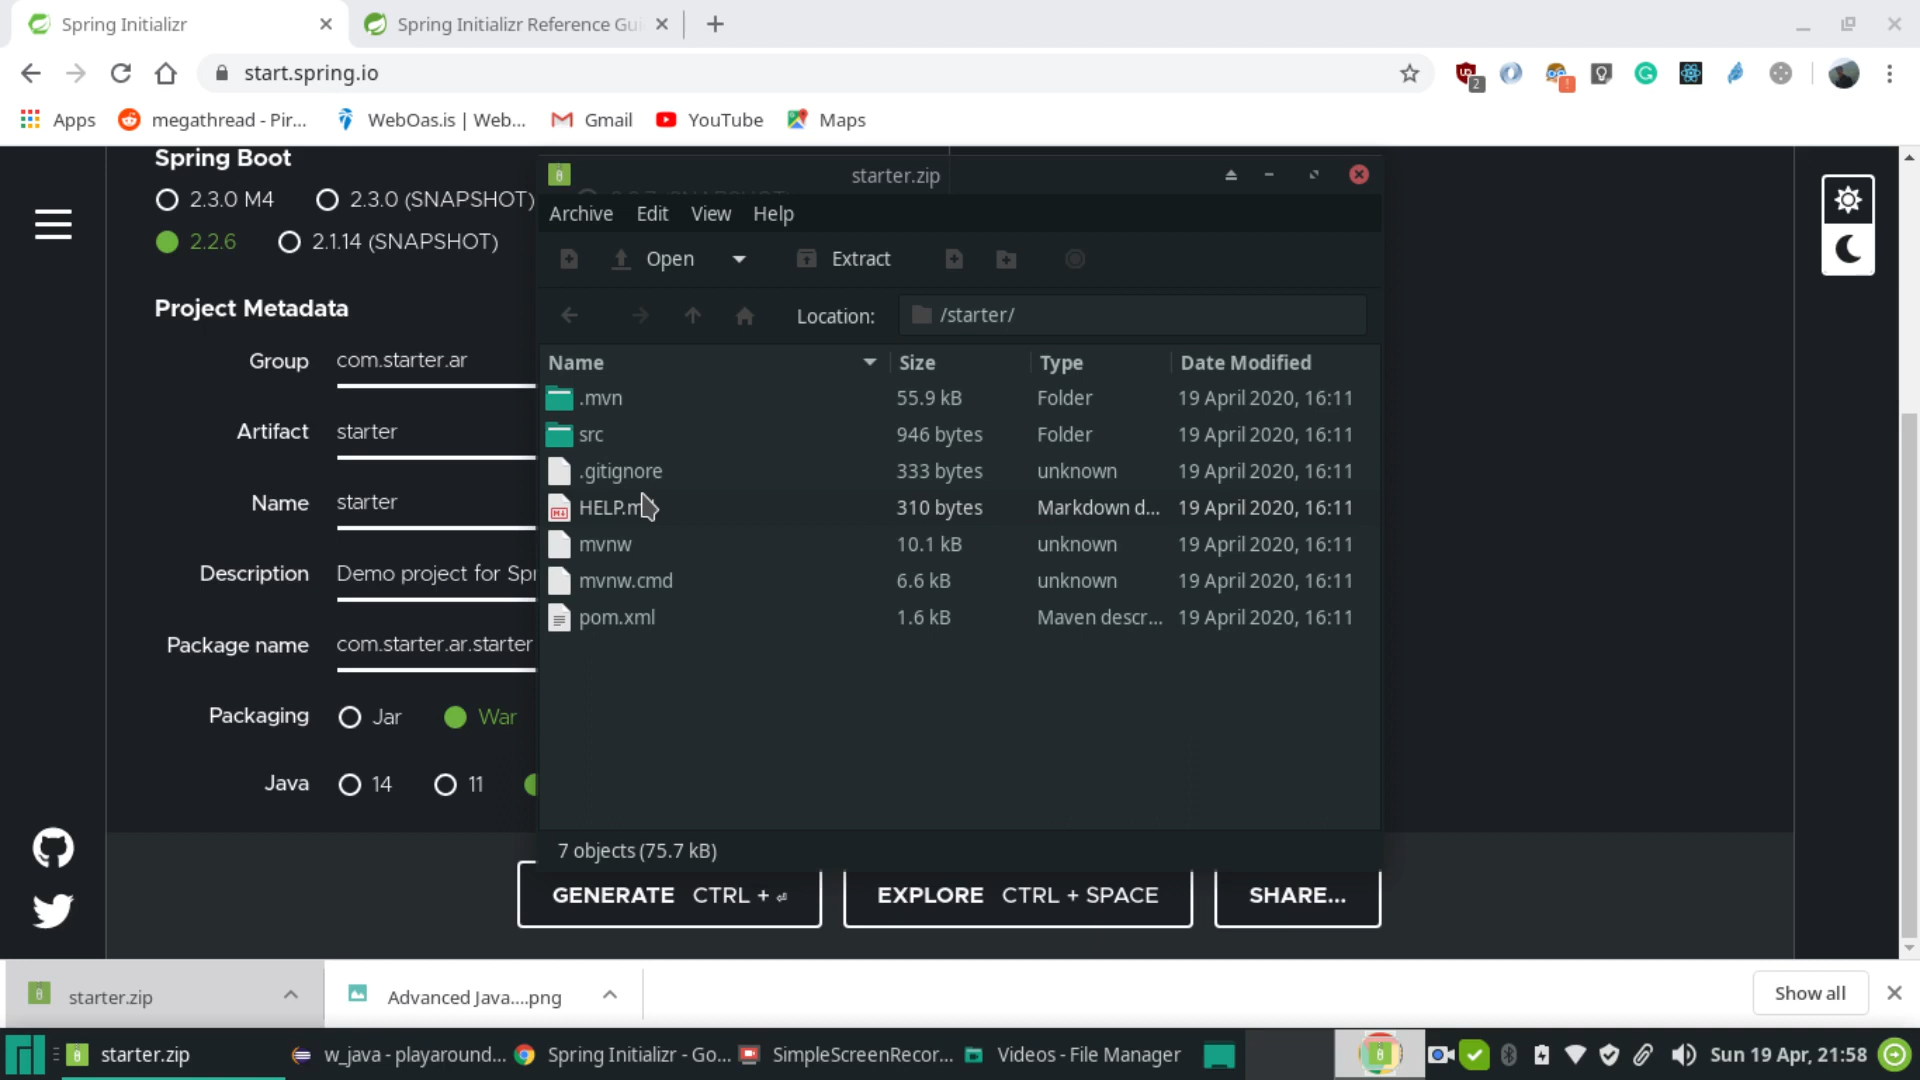 Spring Initializr
Spring Initializr Reference Gui
start.spring.io
2
!
Apps
megathread - Pir...
WebOas.is | Web...
Gmail
YouTube
Maps
Spring Boot
2.3.0 M4
2.3.0 (SNAPSHOT)
2.2.6
2.1.14 (SNAPSHOT)
Project Metadata
Group
com.starter.ar
Artifact
starter
Name
starter
Description
Demo project for Spr
Package name
com.starter.ar.starter
Packaging
Jar
War
Java
14
11
starter.zip
Archive Edit View Help
Open
Extract
Location:
/starter/
Name Size Type Date Modified
.mvn 55.9 kB Folder 19 April 2020, 16:11
src 946 bytes Folder 19 April 2020, 16:11
.gitignore 333 bytes unknown 19 April 2020, 16:11
HELP.m 310 bytes Markdown d... 19 April 2020, 16:11
mvnw 10.1 kB unknown 19 April 2020, 16:11
mvnw.cmd 6.6 kB unknown 19 April 2020, 16:11
pom.xml 1.6 kB Maven descr... 19 April 2020, 16:11
7 objects (75.7 kB)
GENERATE CTRL + ⏎
EXPLORE CTRL + SPACE
SHARE...
starter.zip
Advanced Java....png
Show all
starter.zip
w_java - playaround...
Spring Initializr - Go...
SimpleScreenRecor...
Videos - File Manager
Sun 19 Apr, 21:58